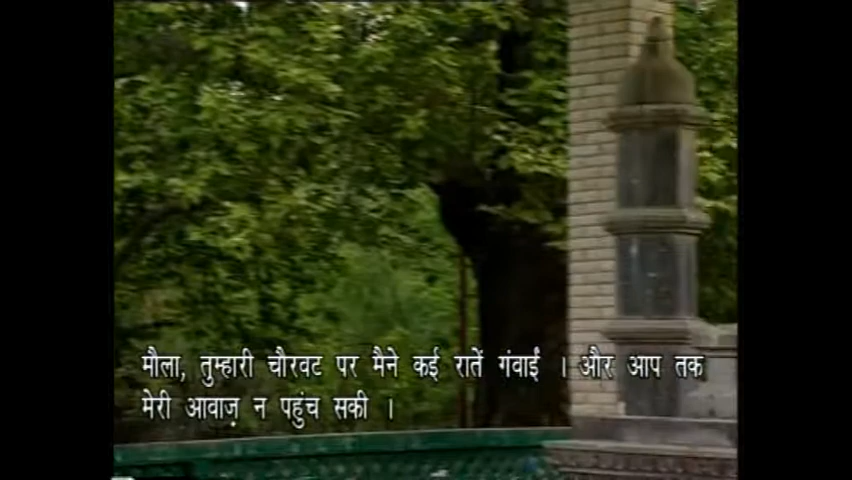 मौला, तुम्हारी चौरवट पर मैने कई रातें गंवाईं । और आप तक
मेरी आवाज़ न पहुंच सकी ।